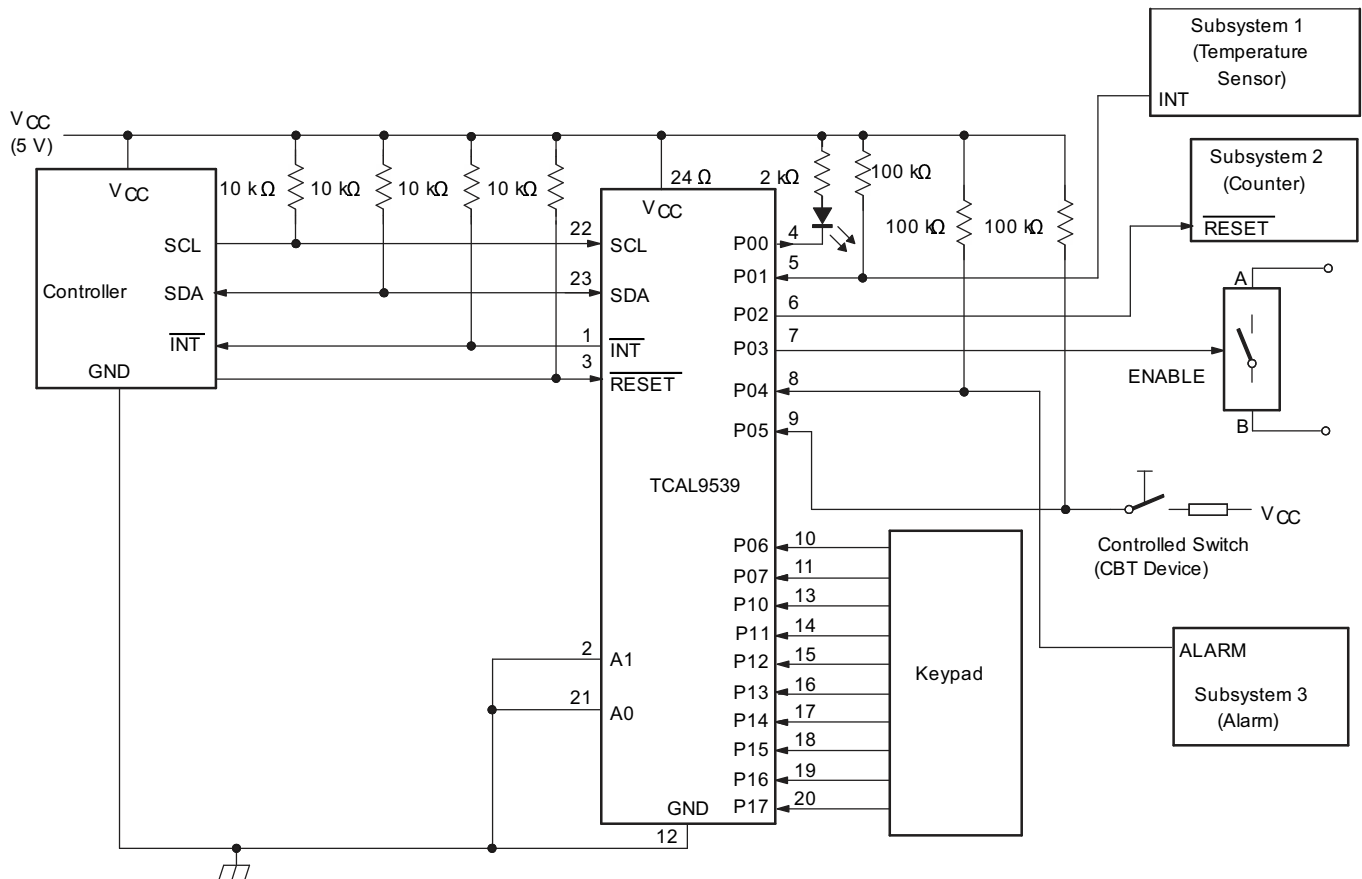 Subsystem 1
(Temperature
Sensor)
INT
VCC
(5 V)
Subsystem 2
(Counter)
RESET
VCC
10 kΩ
10 kΩ
10 kΩ
10 kΩ
24 Ω
VCC
2 kΩ
100 kΩ
100 kΩ
100 kΩ
Controller
SCL
SDA
INT
GND
22
23
1
3
SCL
SDA
INT
RESET
TCAL9539
2
21
A1
A0
GND
12
P00
P01
P02
P03
P04
P05
4
5
6
7
8
9
P06
P07
P10
P11
P12
P13
P14
P15
P16
P17
10
11
13
14
15
16
17
18
19
20
Keypad
A
ENABLE
B
VCC
Controlled Switch
(CBT Device)
ALARM
Subsystem 3
(Alarm)